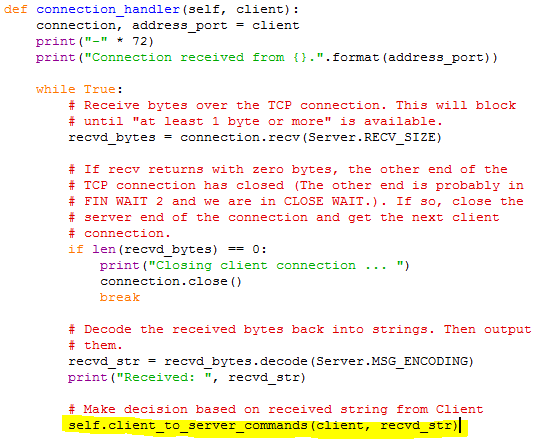 def connection_handler(self, client):
    connection, address_port = client
    print("-" * 72)
    print("Connection received from {}.".format(address_port))

    while True:
        # Receive bytes over the TCP connection. This will block
        # until "at least 1 byte or more" is available.
        recvd_bytes = connection.recv(Server.RECV_SIZE)

        # If recv returns with zero bytes, the other end of the
        # TCP connection has closed (The other end is probably in
        # FIN WAIT 2 and we are in CLOSE WAIT.). If so, close the
        # server end of the connection and get the next client
        # connection.
        if len(recvd_bytes) == 0:
            print("Closing client connection ... ")
            connection.close()
            break

        # Decode the received bytes back into strings. Then output
        # them.
        recvd_str = recvd_bytes.decode(Server.MSG_ENCODING)
        print("Received: ", recvd_str)

        # Make decision based on received string from Client
        self.client_to_server_commands(client, recvd_str)